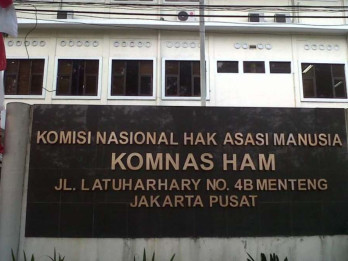 KOMISI NASIONAL HAK ASASI MANUSIA
KOMNAS HAM
JL. LATUHARHARY NO. 4B MENTENG
JAKARTA PUSAT